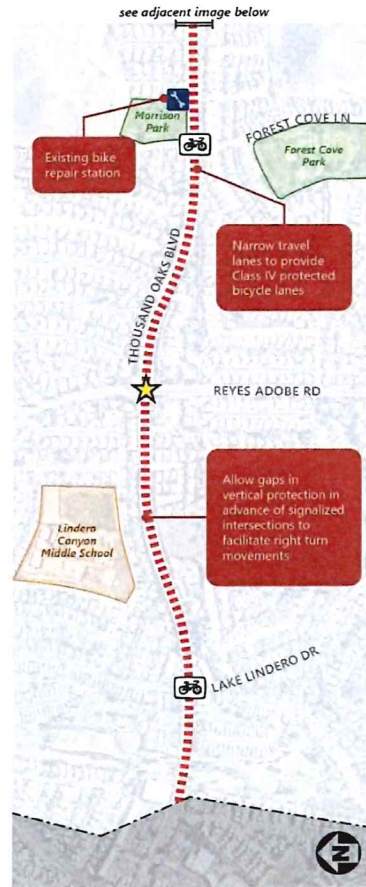 see adjacent image below
Morrison
Park
FOREST COVE LN
Forest Cove
Park
Existing bike
repair station
Narrow travel
lanes to provide
Class IV protected
bicycle lanes
THOUSAND OAKS BLVD
REYES ADOBE RD
Allow gaps in
vertical protection in
advance of signalized
intersections to
facilitate right turn
movements
Lindero
Canyon
Middle School
LAKE LINDERO DR
N